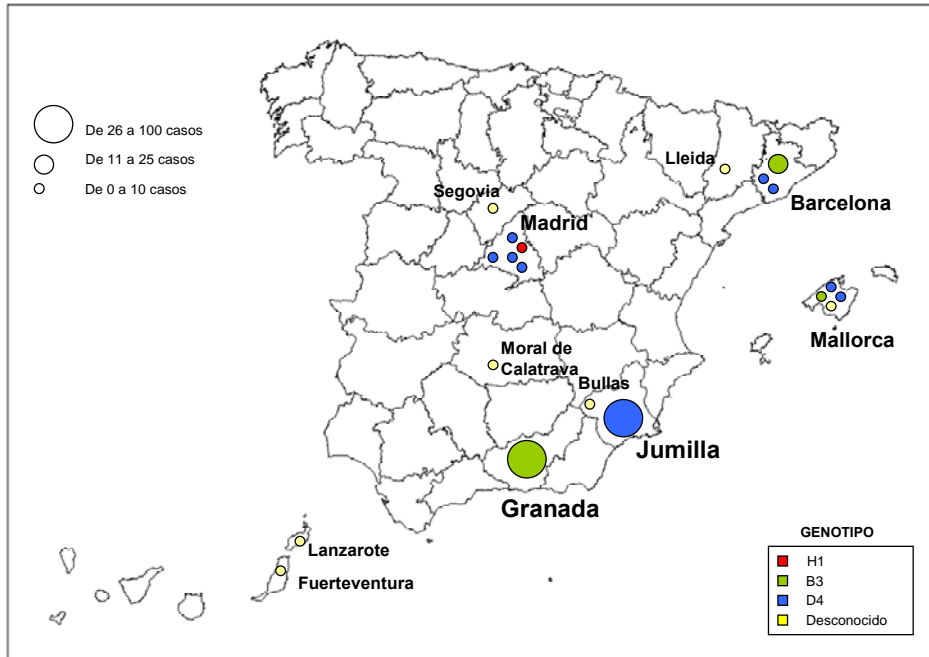 De 26 a 100 casos
De 11 a 25 casos
De 0 a 10 casos
Lleida
Segovia
Barcelona
Madrid
Mallorca
Moral de
Calatrava
Bullas
Jumilla
Granada
Lanzarote
Fuerteventura
GENOTIPO
H1
B3
D4
Desconocido